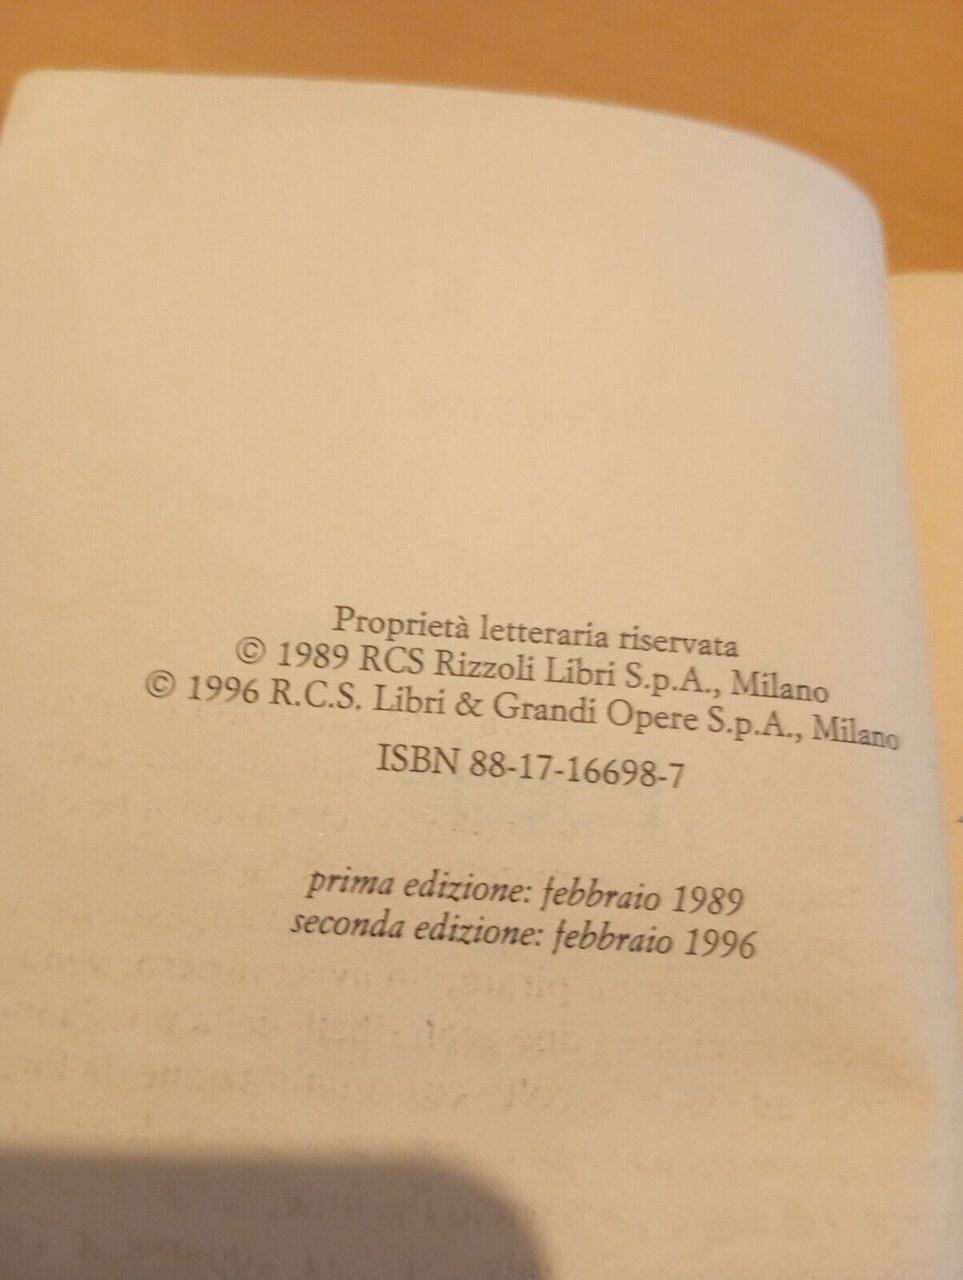 Proprietà letteraria riservata
© 1989 RCS Rizzoli Libri S.p.A., Milano
© 1996 R.C.S. Libri & Grandi Opere S.p.A., Milano
ISBN 88-17-16698-7
prima edizione: febbraio 1989
seconda edizione: febbraio 1996